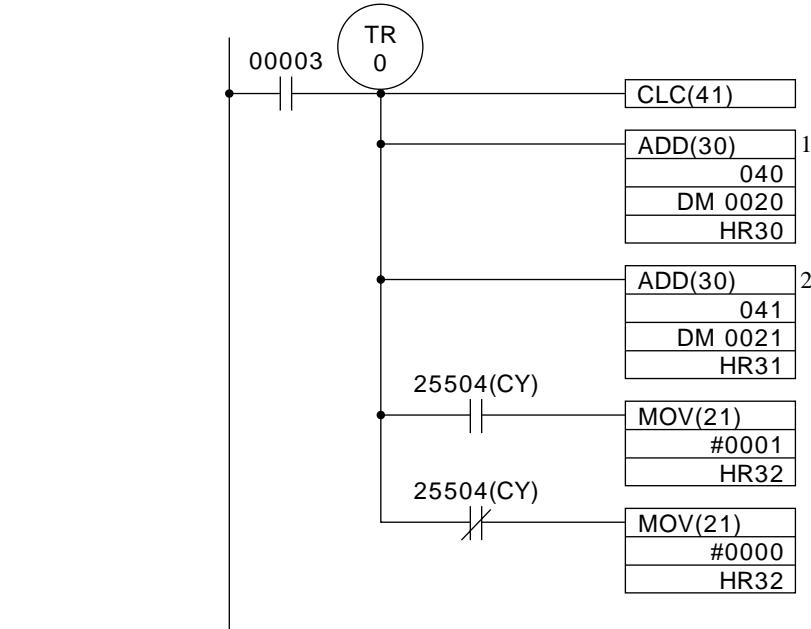 TR
0
00003
CLC(41)
ADD(30) 1
040
DM 0020
HR30
ADD(30) 2
041
DM 0021
HR31
25504(CY)
MOV(21)
#0001
HR32
25504(CY)
MOV(21)
#0000
HR32